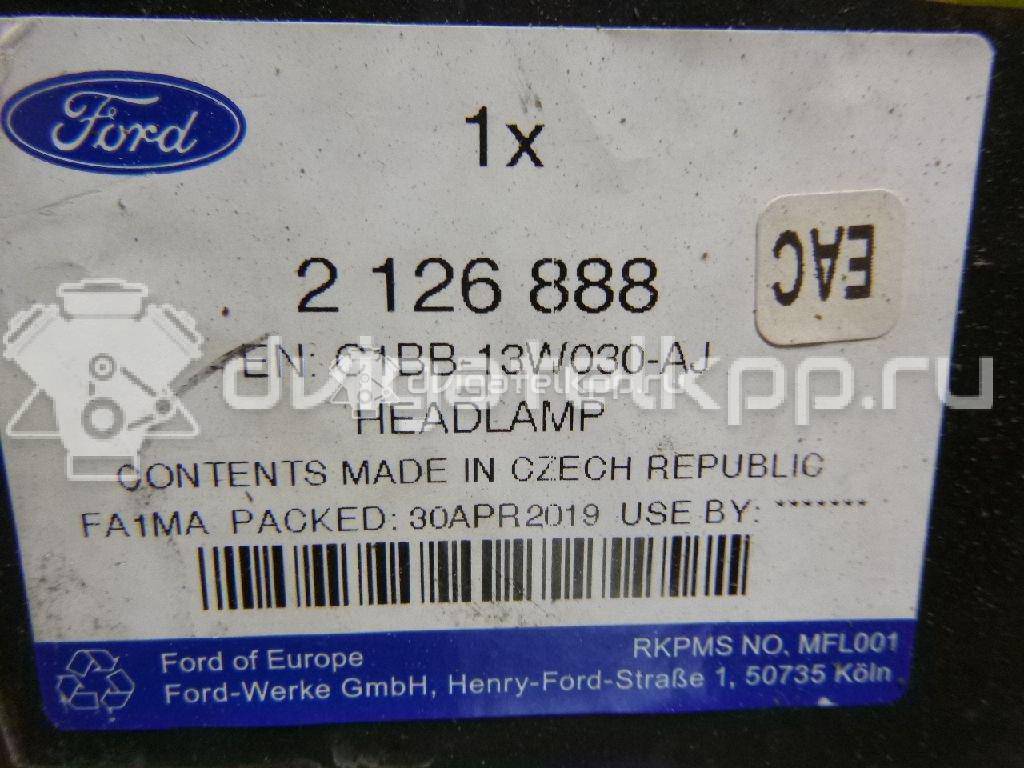 Ford
1x
2 126 888
EAC
EN: C1BB-13W030-AJ
dvigatelkpp.ru
dvigatelkpp.ru
HEADLAMP
CONTENTS MADE IN CZECH REPUBLIC
FA1MA PACKED: 30APR2019 USE BY: *******
Ford of Europe
RKPMS NO. MFL001
Ford-Werke GmbH, Henry-Ford-Straße 1, 50735 Köln